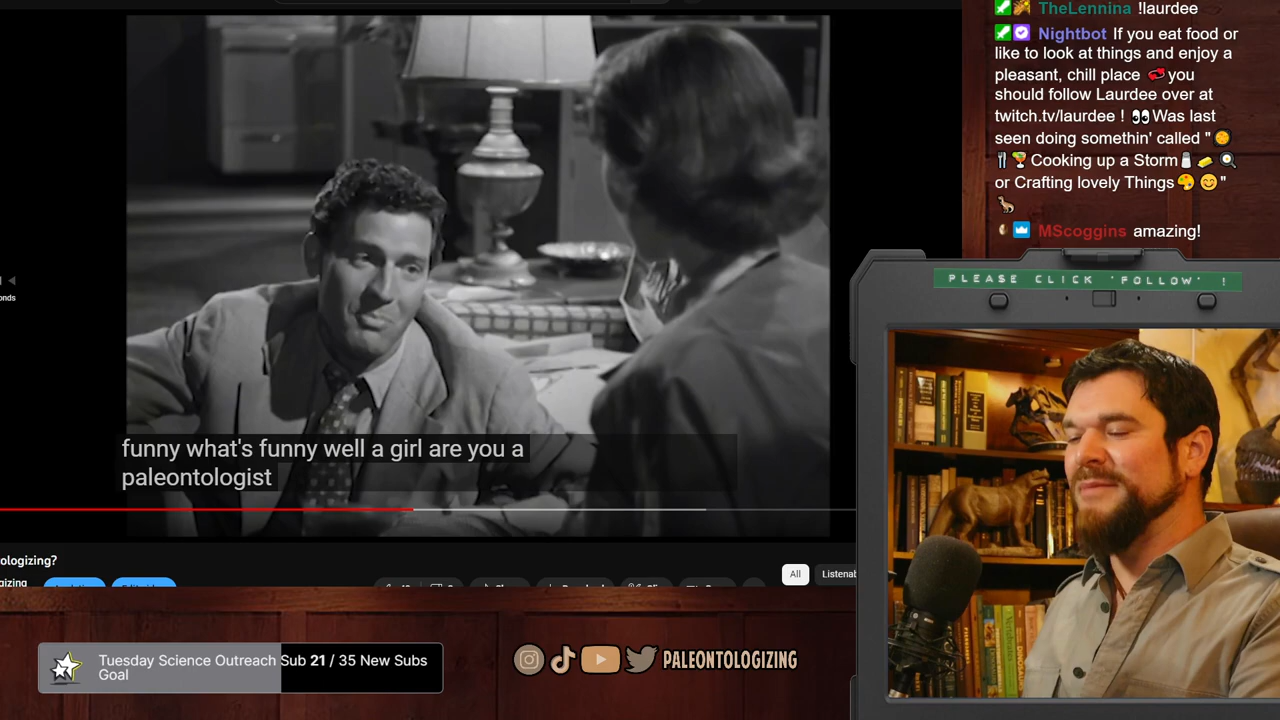 TheLennina !laurdee
Nightbot If you eat food or
like to look at things and enjoy a
pleasant, chill place 💋you
should follow Laurdee over at
twitch.tv/laurdee ! 👀Was last
seen doing somethin' called "🥘
🍴🍹Cooking up a Storm🧂🧈🍳
or Crafting lovely Things🎨😊"
🦕
MScoggins amazing!
PLEASE CLICK "FOLLOW" !
onds
funny what's funny well a girl are you a
paleontologist
ologizing?
gizing
All Listenab
Tuesday Science Outreach Sub 21 / 35 New Subs
Goal
PALEONTOLOGIZING